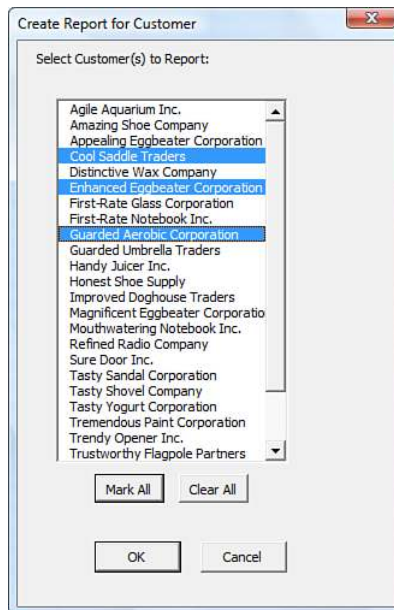 Create Report for Customer
Select Customer(s) to Report:
Agile Aquarium Inc.
Amazing Shoe Company
Appealing Eggbeater Corporation
Cool Saddle Traders
Distinctive Wax Company
Enhanced Eggbeater Corporation
First-Rate Glass Corporation
First-Rate Notebook Inc.
Guarded Aerobic Corporation
Guarded Umbrella Traders
Handy Juicer Inc.
Honest Shoe Supply
Improved Doghouse Traders
Magnificent Eggbeater Corporatio
Mouthwatering Notebook Inc.
Refined Radio Company
Sure Door Inc.
Tasty Sandal Corporation
Tasty Shovel Company
Tasty Yogurt Corporation
Tremendous Paint Corporation
Trendy Opener Inc.
Trustworthy Flagpole Partners
Mark All Clear All
OK Cancel